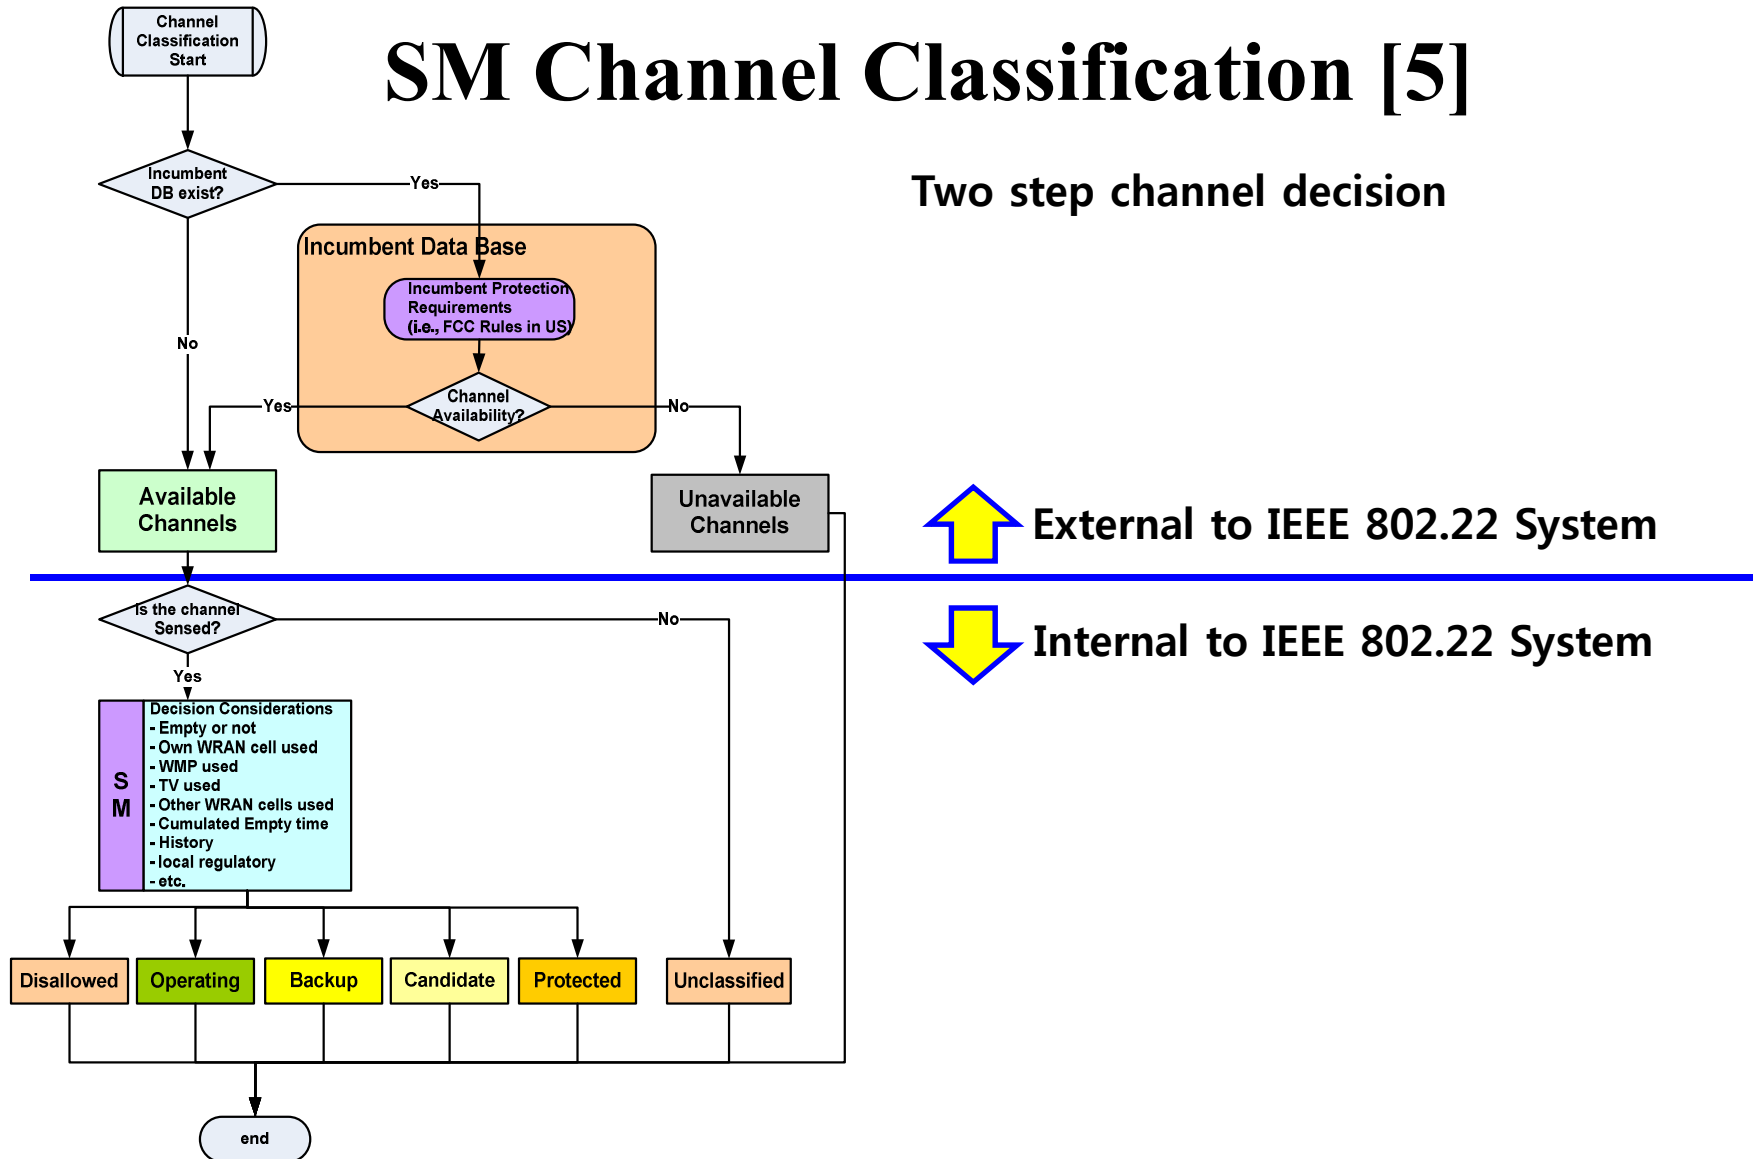 Channel
Classification
Start
SM Channel Classification [5]
Incumbent
DB exist?
Yes
Two step channel decision
Incumbent Data Base
Incumbent Protection
Requirements
(i.e., FCC Rules in US)
No
Channel
Availability?
Yes
No
Available
Channels
Unavailable
Channels
External to IEEE 802.22 System
Is the channel
Sensed?
No
Internal to IEEE 802.22 System
Yes
S
M
Decision Considerations
- Empty or not
- Own WRAN cell used
- WMP used
- TV used
- Other WRAN cells used
- Cumulated Empty time
- History
- local regulatory
- etc.
Disallowed
Operating
Backup
Candidate
Protected
Unclassified
end